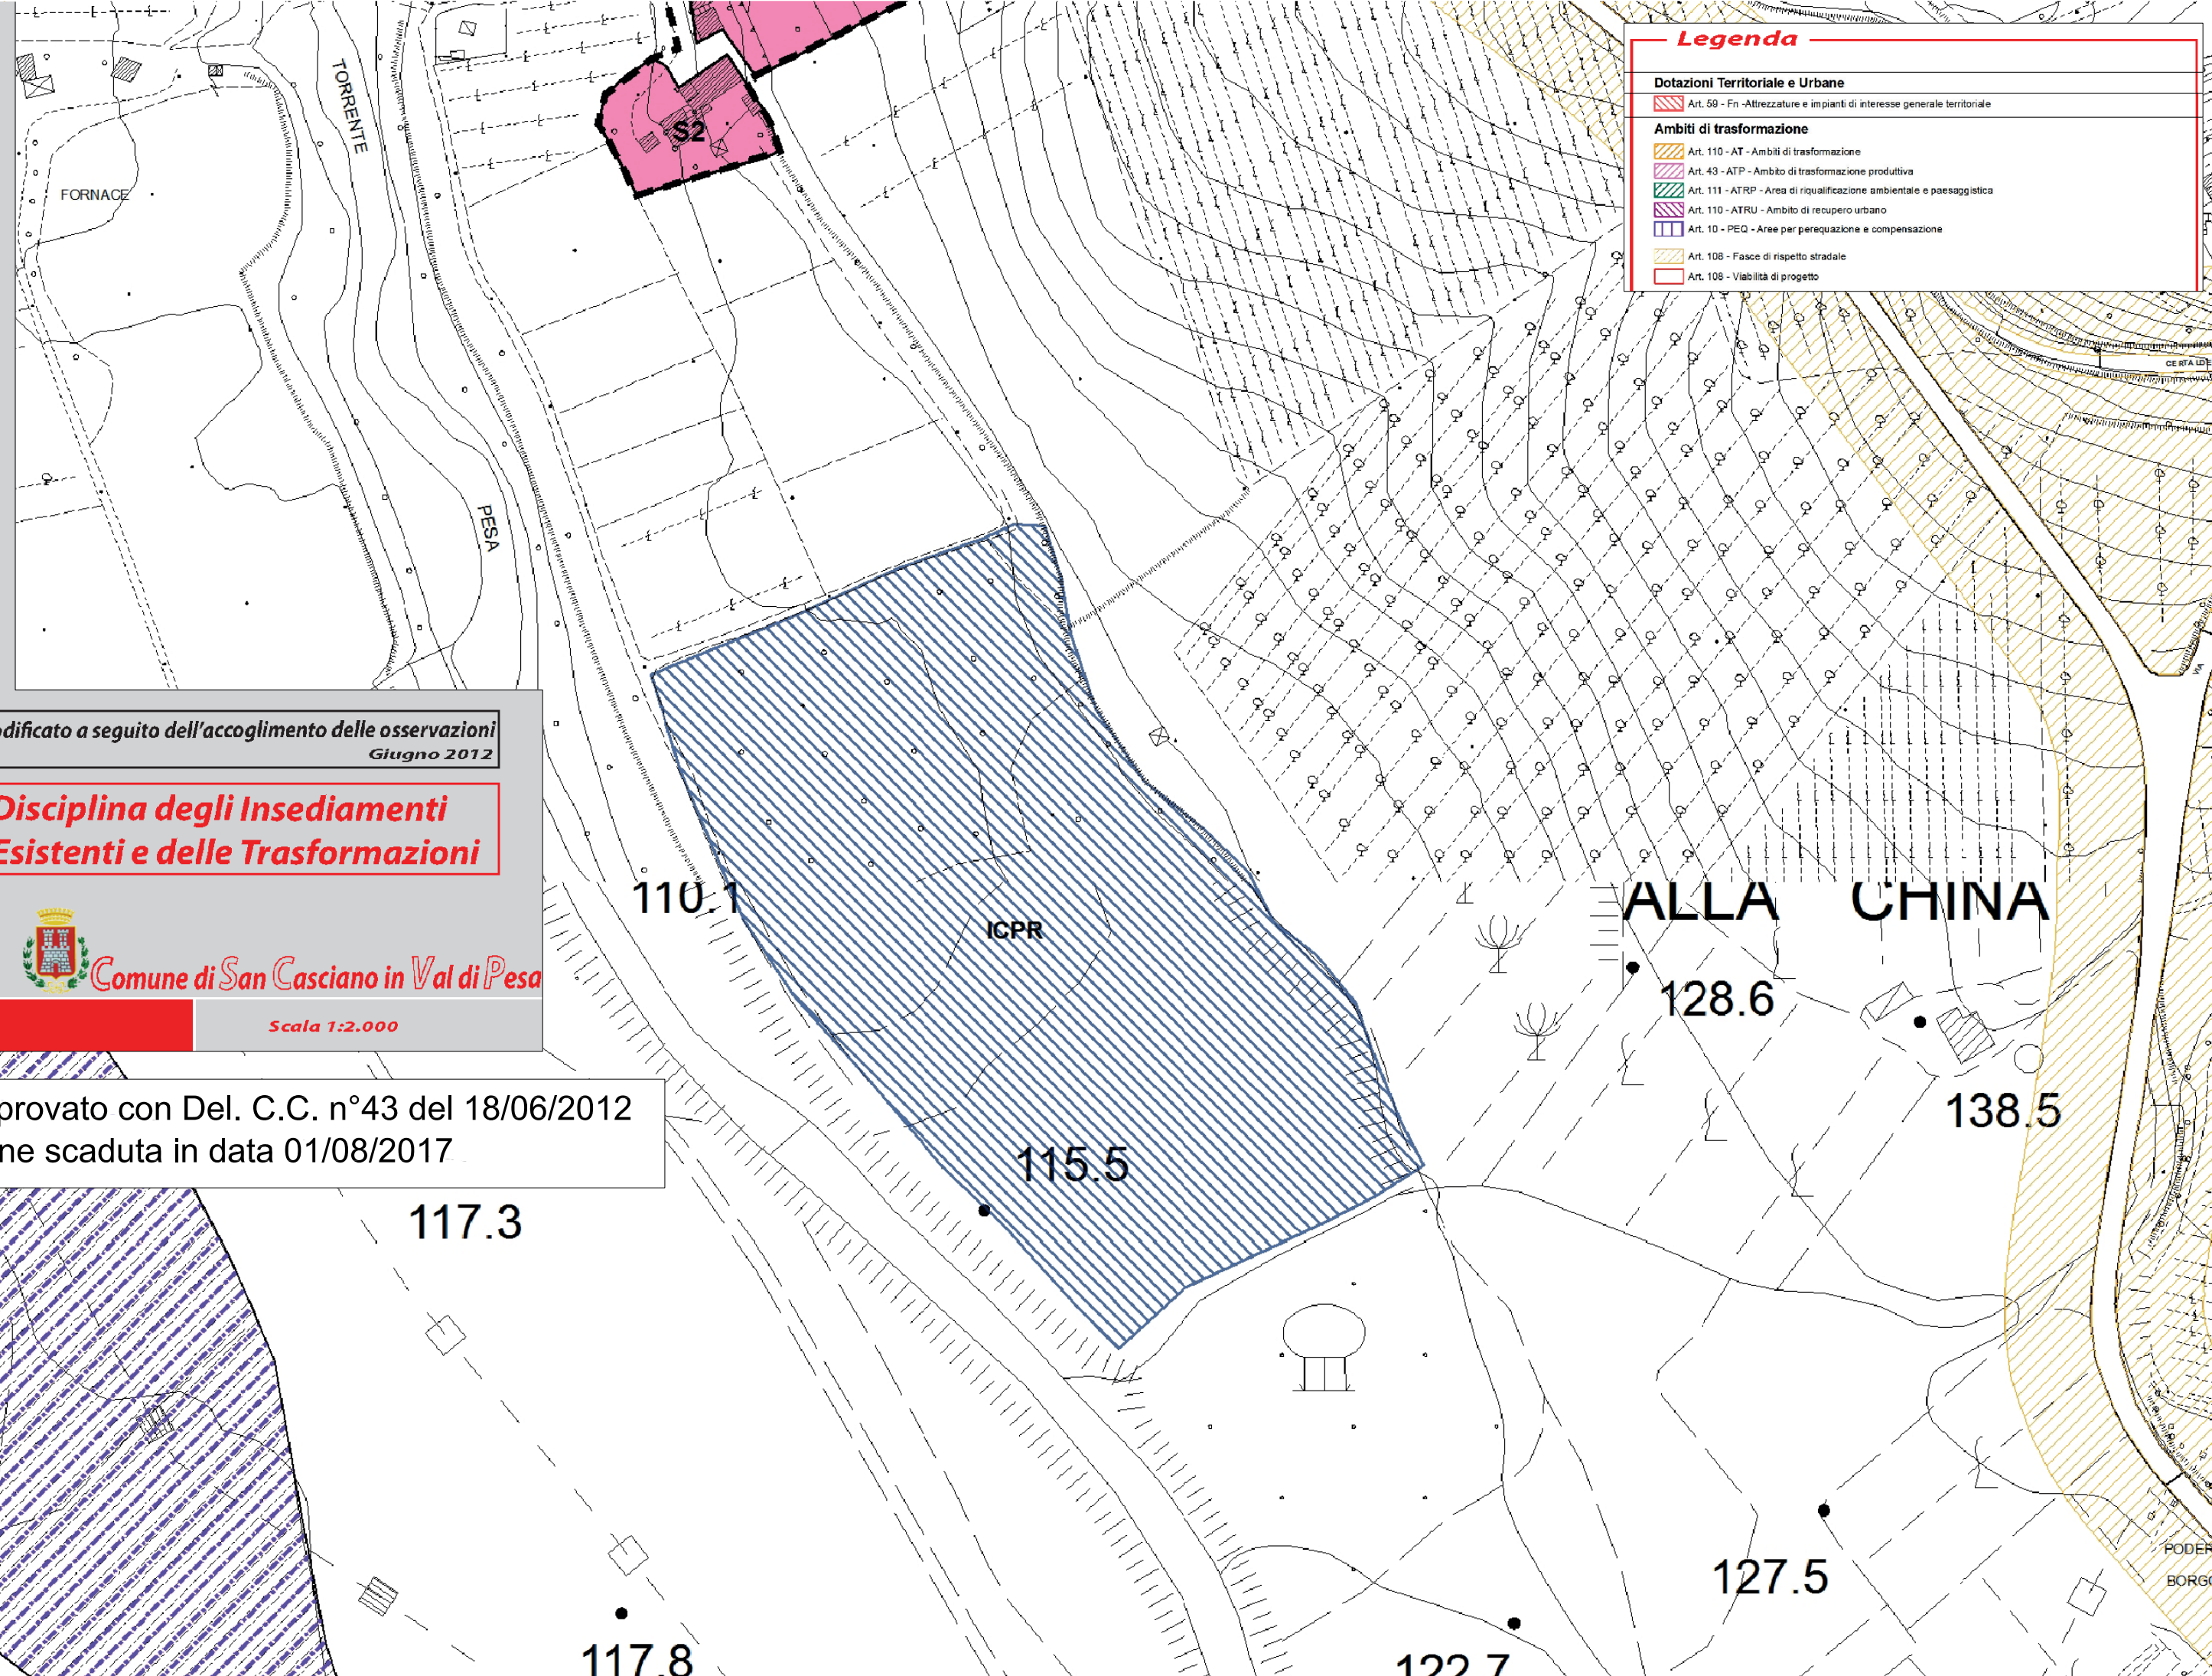 Legenda
Dotazioni Territoriale e Urbane
Art. 59 - Fn -Attrezzature e impianti di interesse generale territoriale
Ambiti di trasformazione
Art. 110 - AT - Ambiti di trasformazione
Art. 43 - ATP - Ambito di trasformazione produttiva
Art. 111 - ATRP - Area di riqualificazione ambientale e paesaggistica
Art. 110 - ATRU - Ambito di recupero urbano
Art. 10 - PEQ - Aree per perequazione e compensazione
Art. 108 - Fasce di rispetto stradale
Art. 108 - Viabilità di progetto
TORRENTE
S2
FORNACE
PESA
VIA
dificato a seguito dell'accoglimento delle osservazioni
Giugno 2012
Disciplina degli Insediamenti
Esistenti e delle Trasformazioni
Comune di San Casciano in Val di Pesa
Scala 1:2.000
provato con Del. C.C. n°43 del 18/06/2012
ne scaduta in data 01/08/2017
110.1
ICPR
ALLA CHINA
128.6
138.5
115.5
117.3
127.5
PODER
BORGO
117.8
122.7